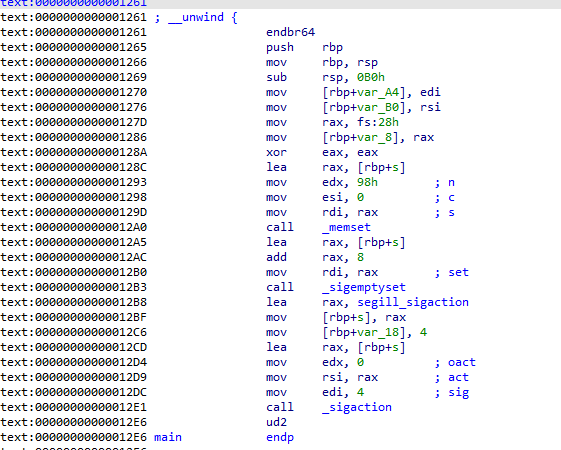 text:0000000000001261
text:0000000000001261 ; __unwind {
text:0000000000001261 endbr64
text:0000000000001265 push rbp
text:0000000000001266 mov rbp, rsp
text:0000000000001269 sub rsp, 0B0h
text:0000000000001270 mov [rbp+var_A4], edi
text:0000000000001276 mov [rbp+var_B0], rsi
text:000000000000127D mov rax, fs:28h
text:0000000000001286 mov [rbp+var_8], rax
text:000000000000128A xor eax, eax
text:000000000000128C lea rax, [rbp+s]
text:0000000000001293 mov edx, 98h ; n
text:0000000000001298 mov esi, 0 ; c
text:000000000000129D mov rdi, rax ; s
text:00000000000012A0 call _memset
text:00000000000012A5 lea rax, [rbp+s]
text:00000000000012AC add rax, 8
text:00000000000012B0 mov rdi, rax ; set
text:00000000000012B3 call _sigemptyset
text:00000000000012B8 lea rax, segill_sigaction
text:00000000000012BF mov [rbp+s], rax
text:00000000000012C6 mov [rbp+var_18], 4
text:00000000000012CD lea rax, [rbp+s]
text:00000000000012D4 mov edx, 0 ; oact
text:00000000000012D9 mov rsi, rax ; act
text:00000000000012DC mov edi, 4 ; sig
text:00000000000012E1 call _sigaction
text:00000000000012E6 ud2
text:00000000000012E6 main endp